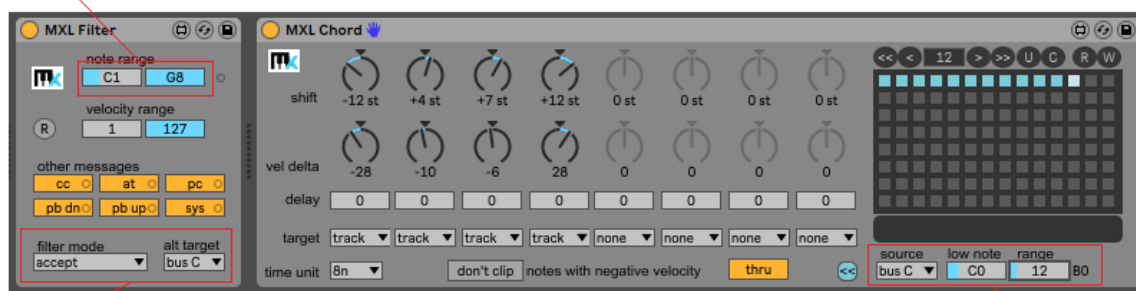 MXL Filter
note range
C1 G8
mx
velocity range
R 1 127
other messages
cc at pc
pb dn pb up sys
filter mode alt target
accept bus C
MXL Chord
mx
shift -12 st +4 st +7 st +12 st 0 st 0 st 0 st 0 st
vel delta -28 -10 -6 28 0 0 0 0
delay 0 0 0 0 0 0 0 0
target track track track track none none none none
time unit 8n don't clip notes with negative velocity thru <<
<< < 12 > >> U C R W
source low note range
bus C C0 12 B0